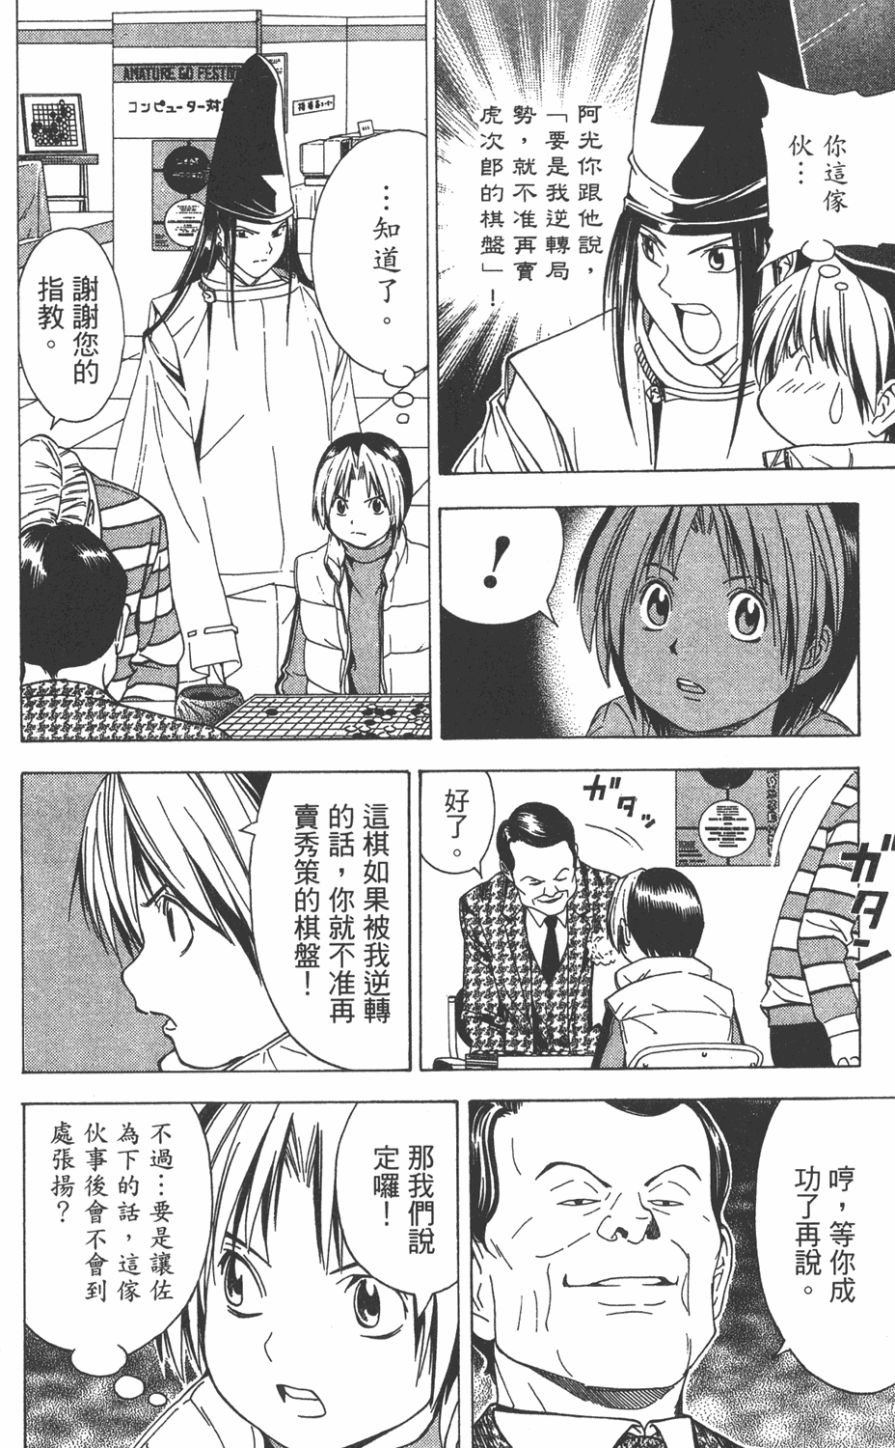 你這傢
伙…
阿光你跟他說，
「要是我逆轉局
勢，就不准再賣
虎次郎的棋盤」！
AMATURE GO FESTIV
コンピューター対局
…知道了。
謝謝您的
指教。
！
ガタッ
ガタン
好了。
這棋如果被我逆轉
的話，你就不准再
賣秀策的棋盤！
哼，等你成
功了再說。
那我們說
定囉！
不過…要是讓佐
為下的話，這傢
伙事後會不會到
處張揚？